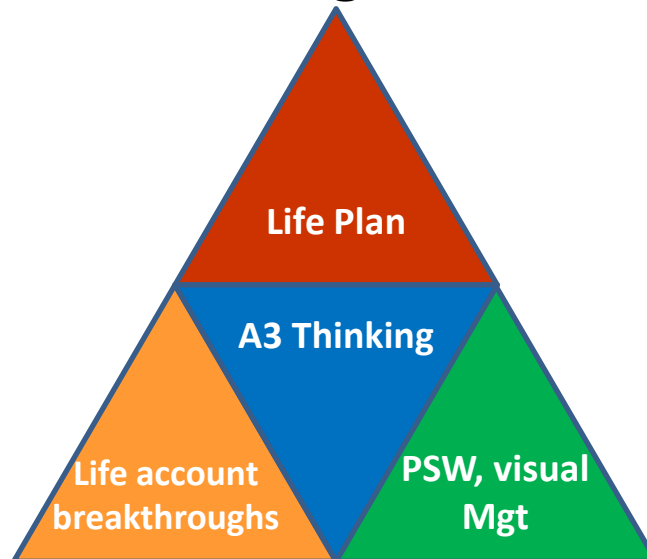 Life Plan
A3 Thinking
Life account
breakthroughs
PSW, visual
Mgt